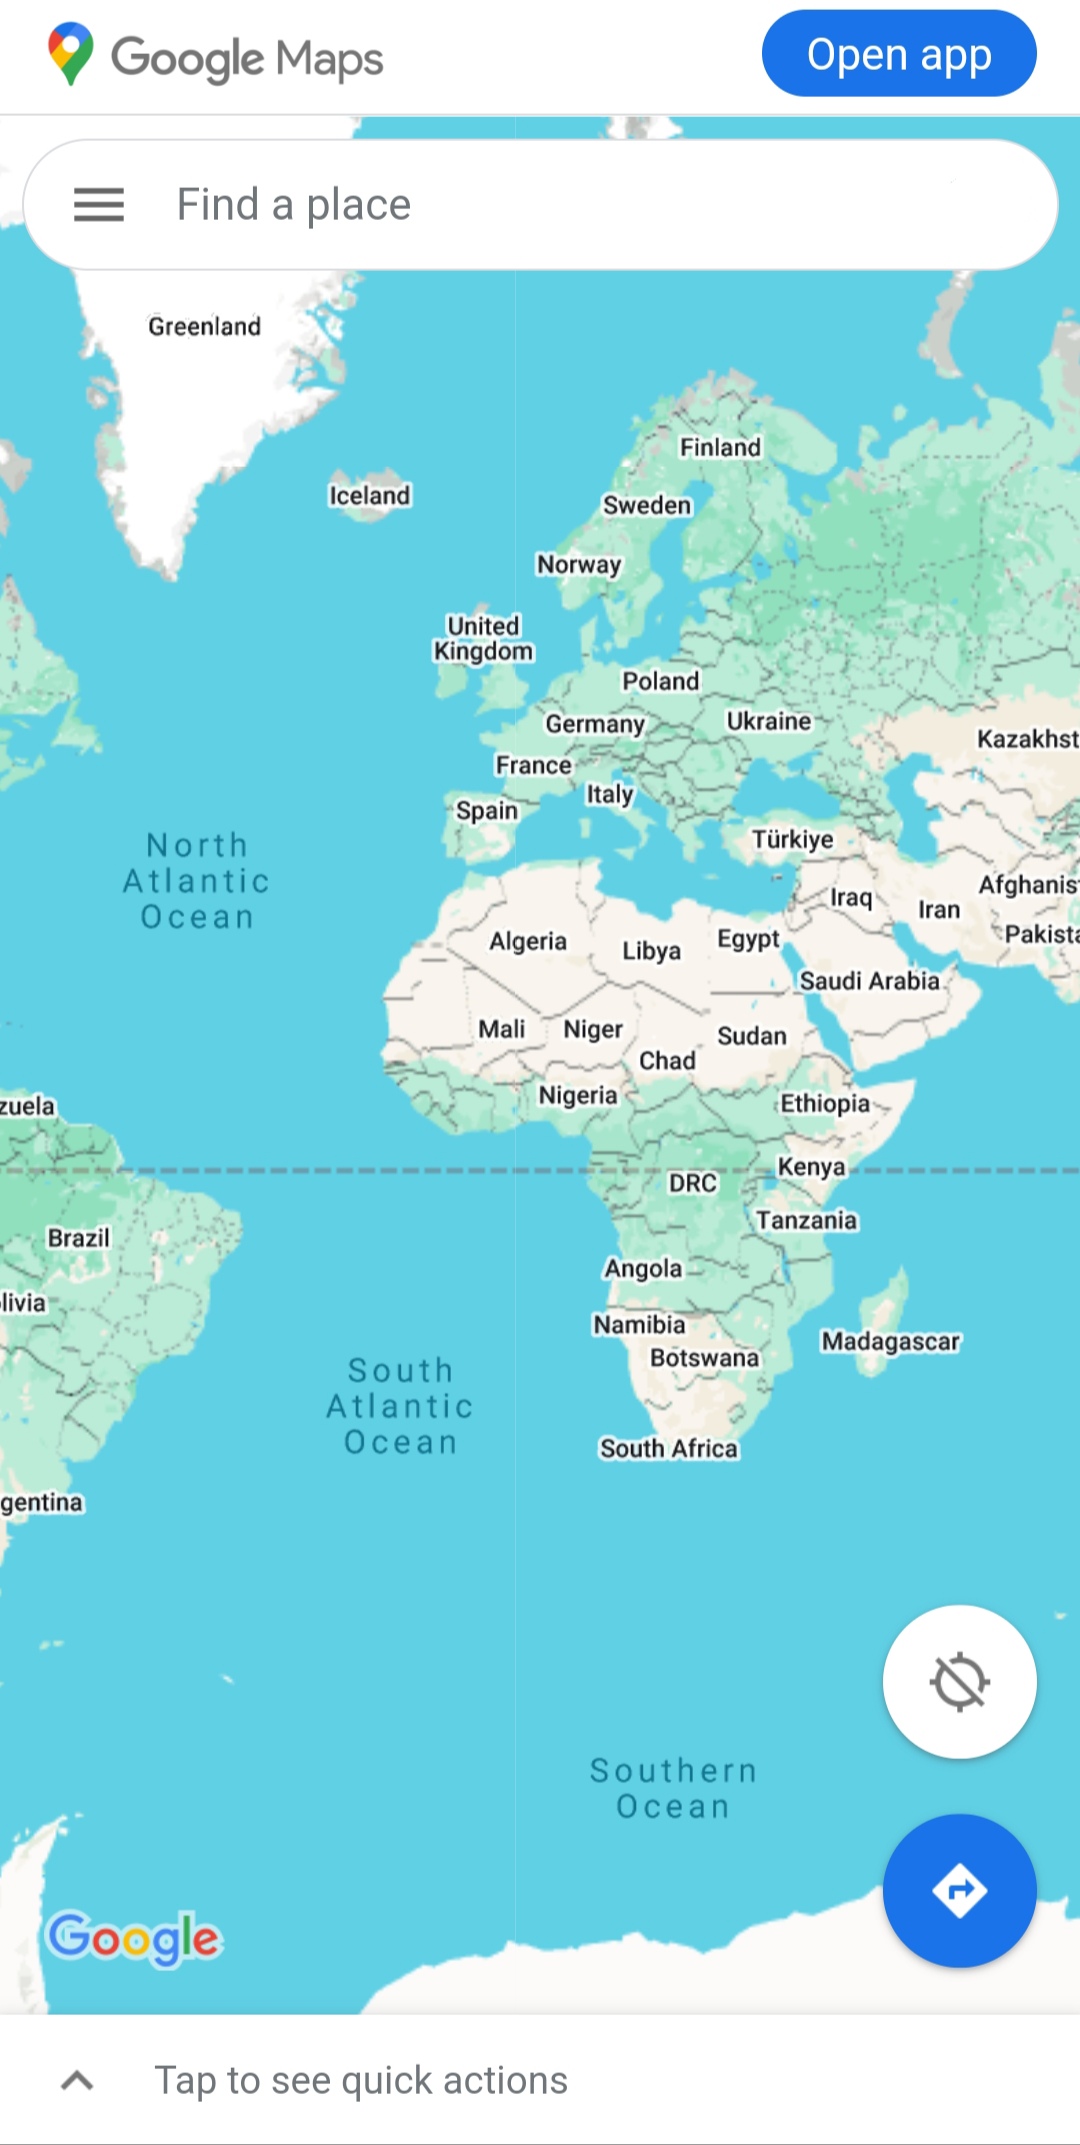 Google Maps
Open app
Find a place
Greenland
Finland
Iceland
Sweden
Norway
United
Kingdom
Poland
Germany
Ukraine
Kazakhst
France
Italy
Spain
Türkiye
North
Atlantic
Ocean
Afghanis
Iraq
Iran
Pakista
Algeria
Libya
Egypt
Saudi Arabia
Mali
Niger
Sudan
Chad
Nigeria
Ethiopia
zuela
Kenya
DRC
Tanzania
Brazil
Angola
livia
Namibia
Madagascar
Botswana
South
Atlantic
Ocean
South Africa
gentina
Southern
Ocean
Google
Tap to see quick actions